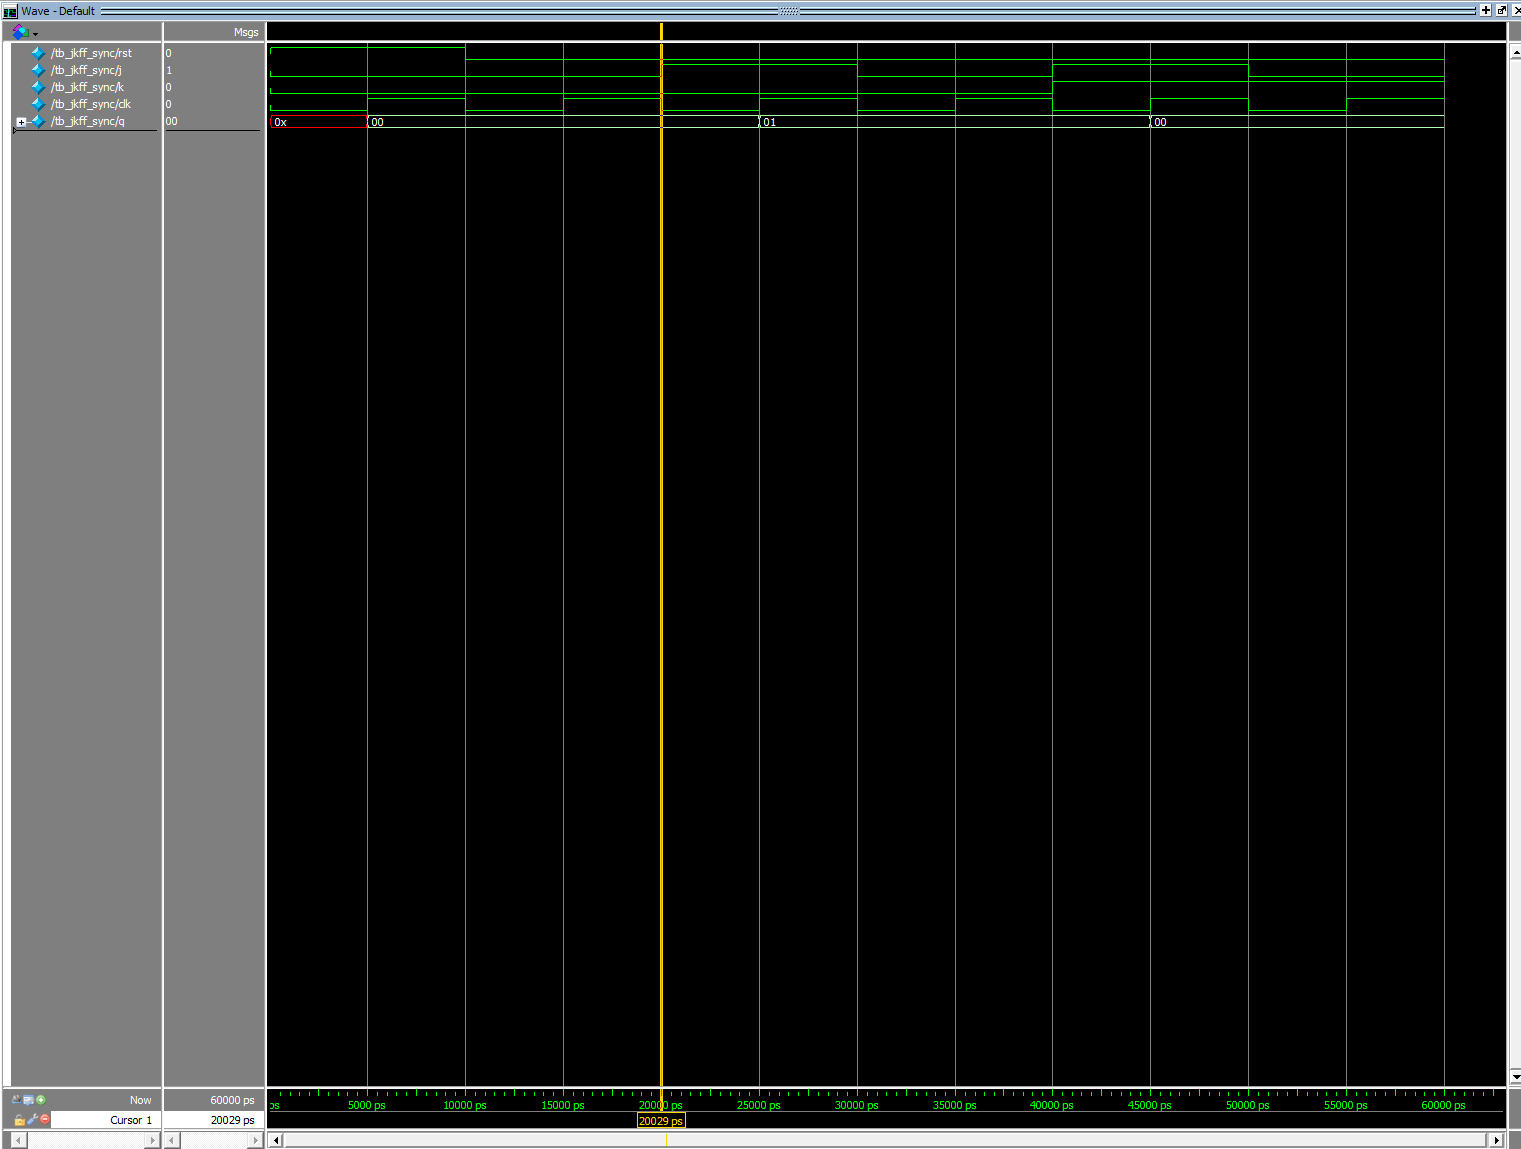 Wave - Default
Msgs
/tb_jkff_sync/rst 0
/tb_jkff_sync/j 1
/tb_jkff_sync/k 0
/tb_jkff_sync/clk 0
/tb_jkff_sync/q 00 0x 00 01 00
Now 60000 ps ps 5000 ps 10000 ps 15000 ps 20000 ps 25000 ps 30000 ps 35000 ps 40000 ps 45000 ps 50000 ps 55000 ps 60000 ps
Cursor 1 20029 ps 20029 ps